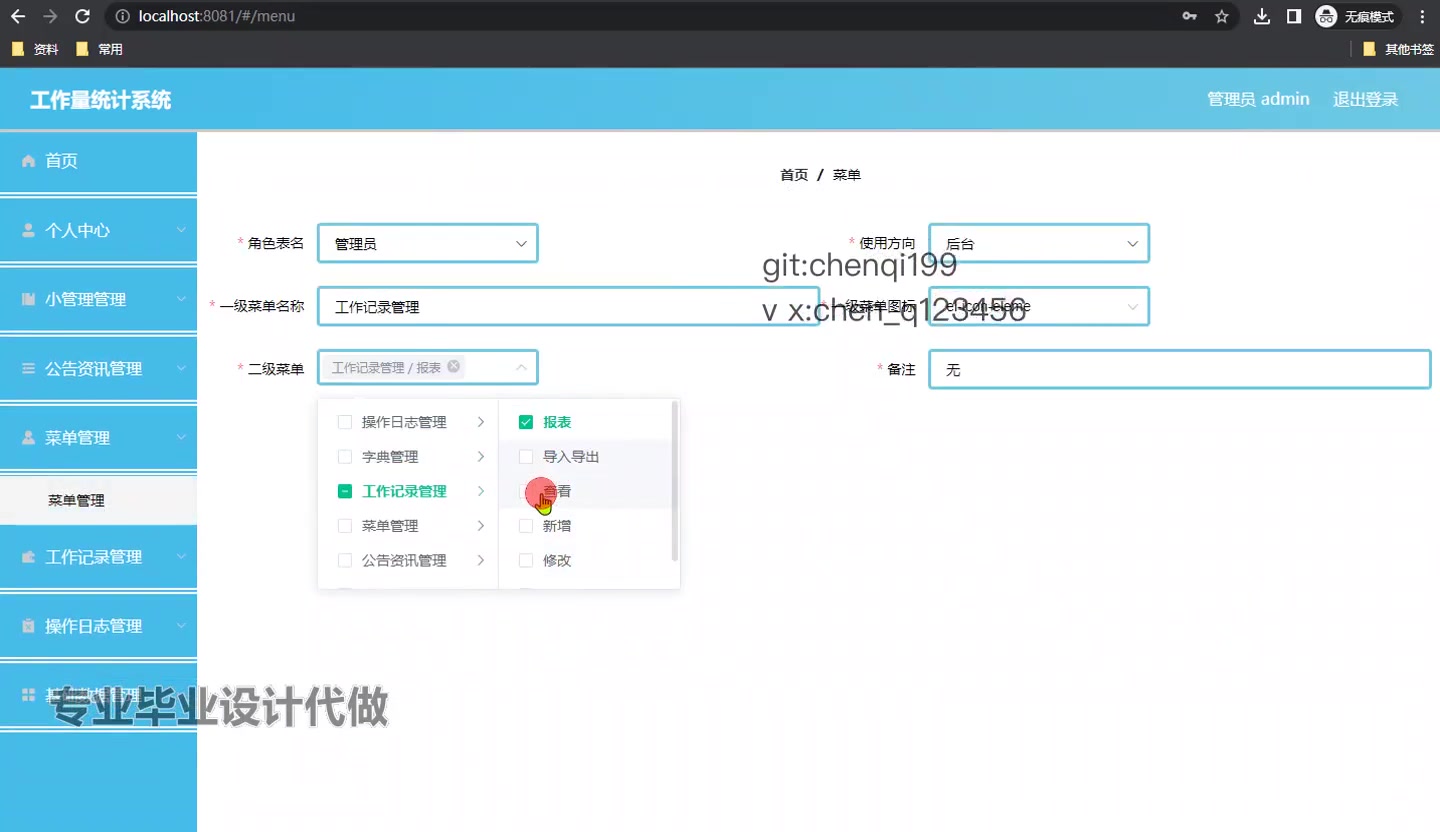 localhost:8081/#/menu
无痕模式
资料
常用
其他书签
工作量统计系统
管理员 admin
退出登录
首页
个人中心
小管理管理
公告资讯管理
菜单管理
菜单管理
工作记录管理
操作日志管理
首页 / 菜单
* 角色表名
管理员
* 使用方向
后台
git:chenqi199
* 一级菜单名称
工作记录管理
级菜单图标
el-icon-eleme
v x:chen_q123456
* 二级菜单
工作记录管理 / 报表
* 备注
无
操作日志管理
字典管理
工作记录管理
菜单管理
公告资讯管理
报表
导入导出
查看
新增
修改
专业毕业设计代做